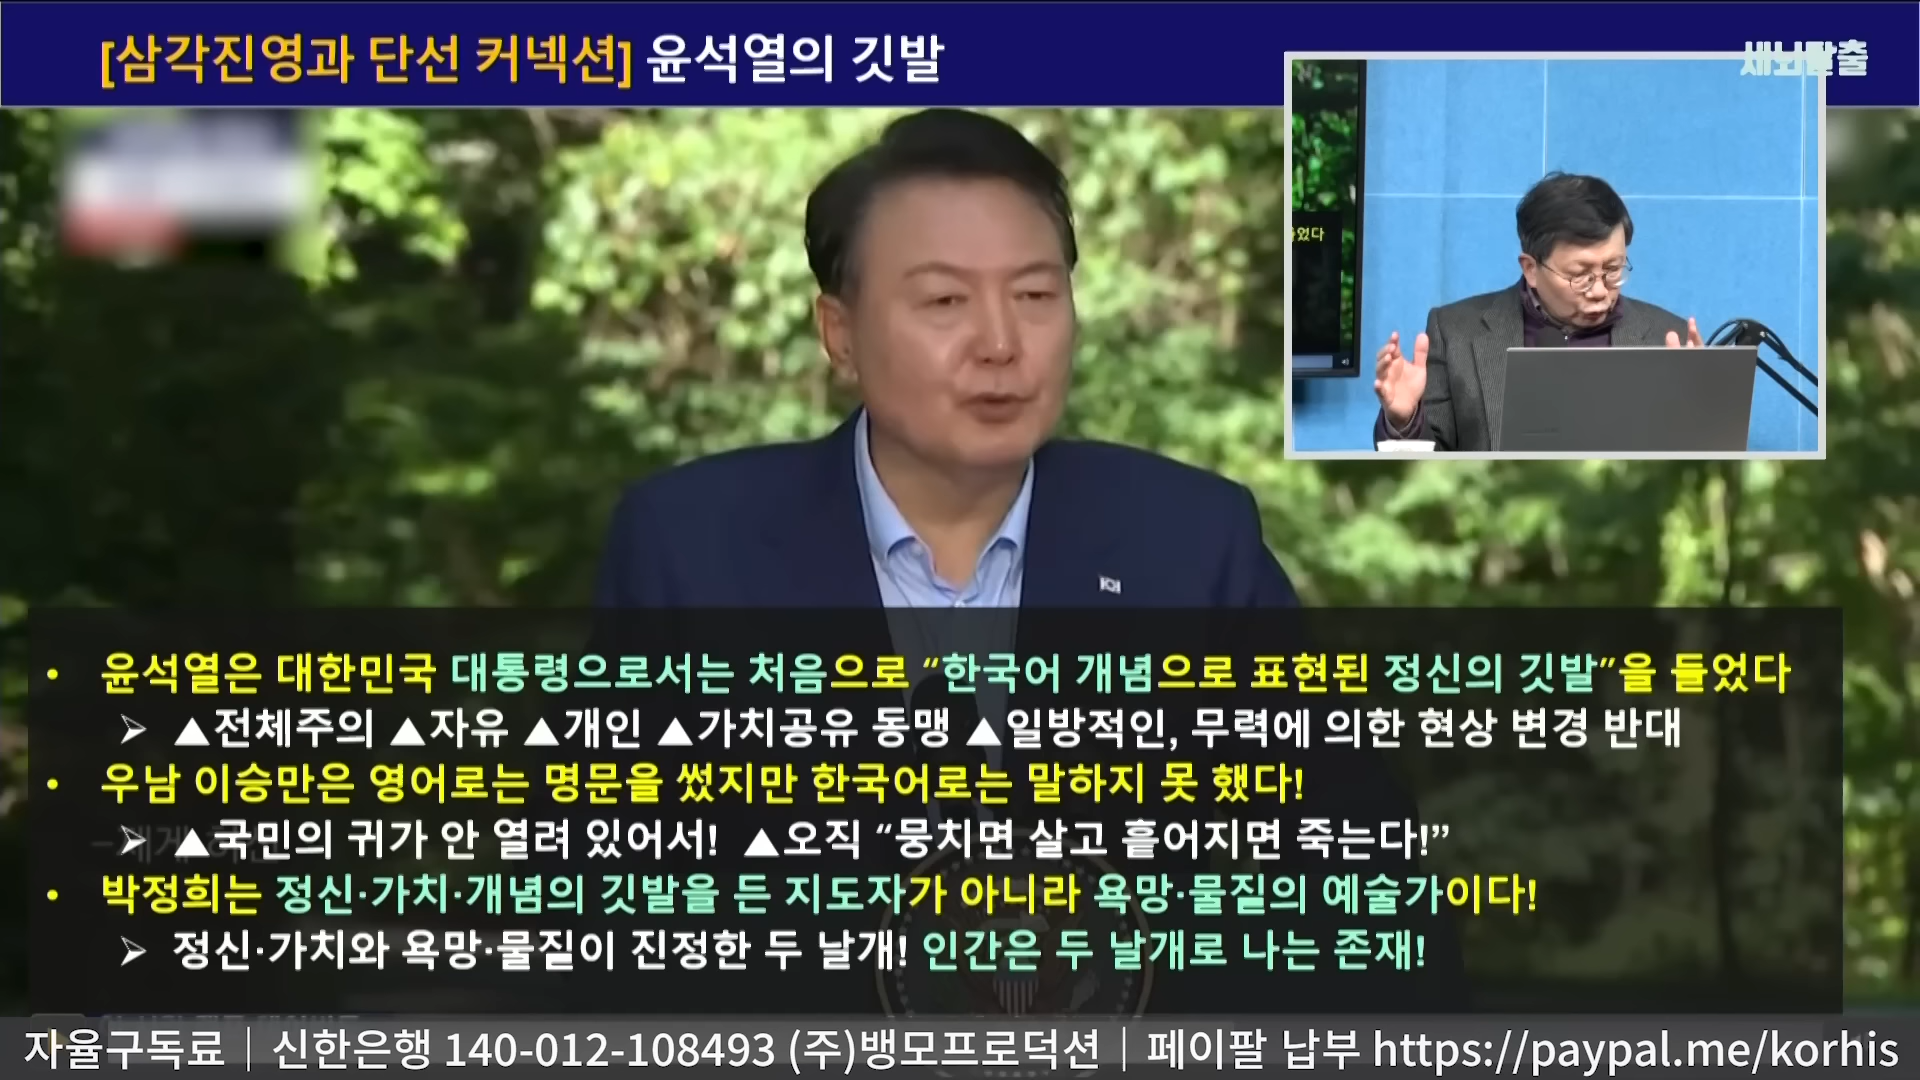 [삼각진영과 단선 커넥션] 윤석열의 깃발
세뇌탈출
들었다
• 윤석열은 대한민국 대통령으로서는 처음으로 “한국어 개념으로 표현된 정신의 깃발”을 들었다
➢ ▲전체주의 ▲자유 ▲개인 ▲가치공유 동맹 ▲일방적인, 무력에 의한 현상 변경 반대
• 우남 이승만은 영어로는 명문을 썼지만 한국어로는 말하지 못 했다!
➢ ▲국민의 귀가 안 열려 있어서! ▲오직 “뭉치면 살고 흩어지면 죽는다!”
• 박정희는 정신·가치·개념의 깃발을 든 지도자가 아니라 욕망·물질의 예술가이다!
➢ 정신·가치와 욕망·물질이 진정한 두 날개! 인간은 두 날개로 나는 존재!
자율구독료│신한은행 140-012-108493 (주)뱅모프로덕션│페이팔 납부 https://paypal.me/korhis